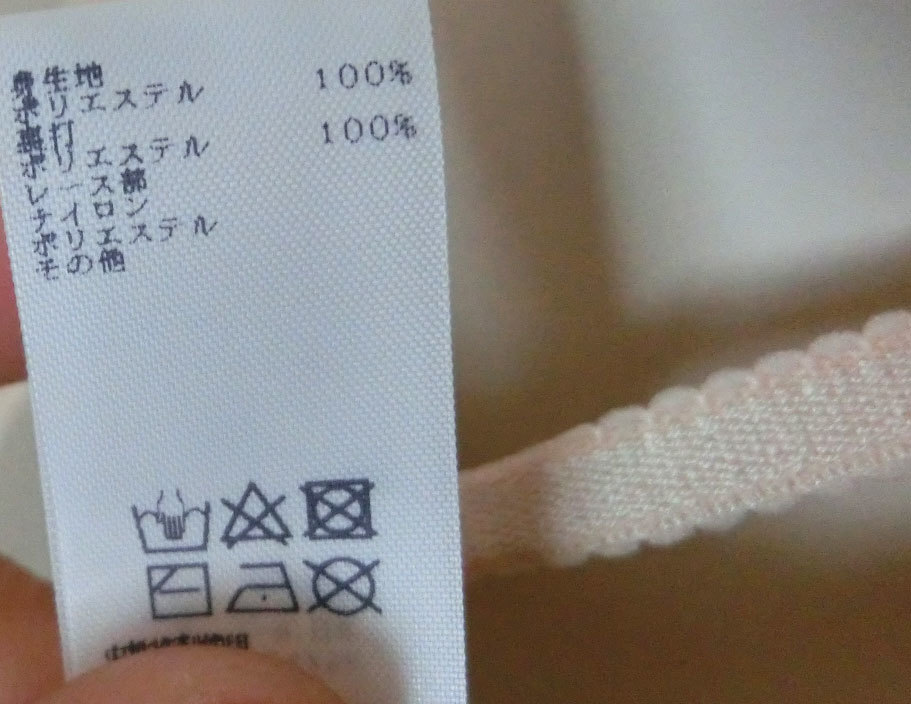 身生地
ポリエステル 100%
裏打
ポリエステル 100%
レース部
ナイロン
ポリエステル
その他